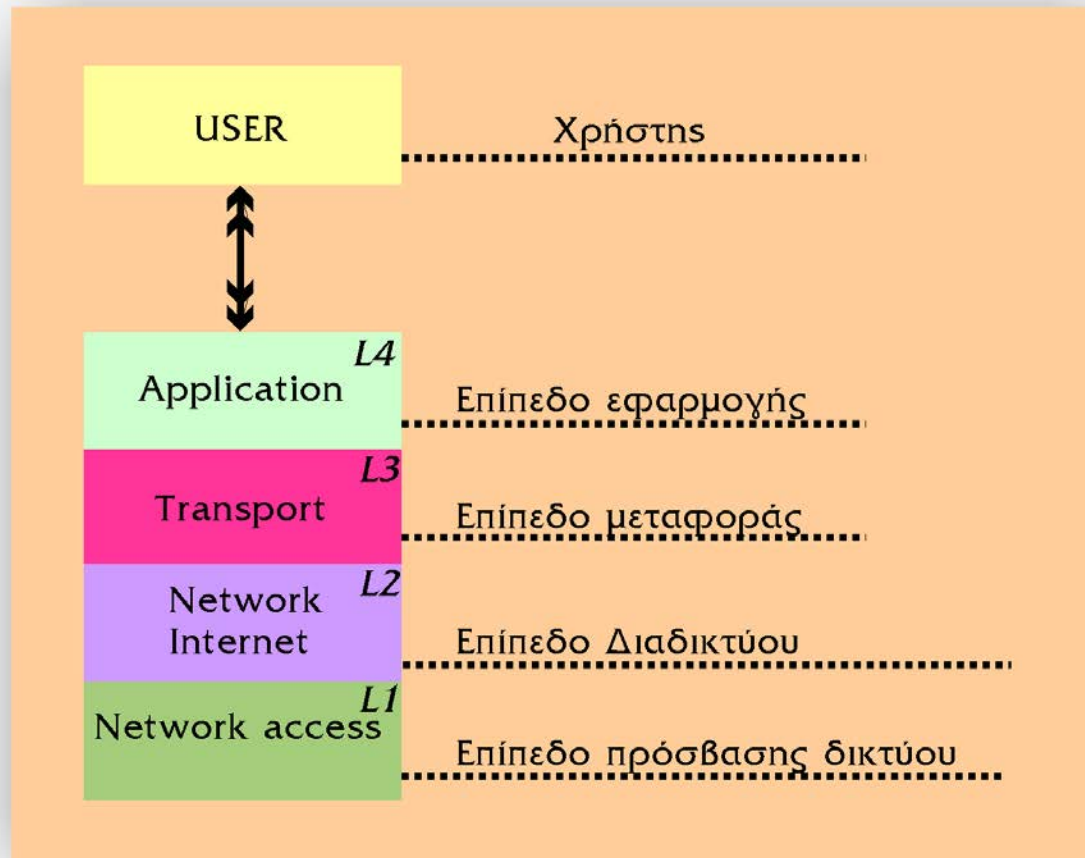 USER
Χρήστης
L4
Application
Επίπεδο εφαρμογής
L3
Transport
Επίπεδο μεταφοράς
L2
Network
Internet
Επίπεδο Διαδικτύου
L1
Network access
Επίπεδο πρόσβασης δικτύου